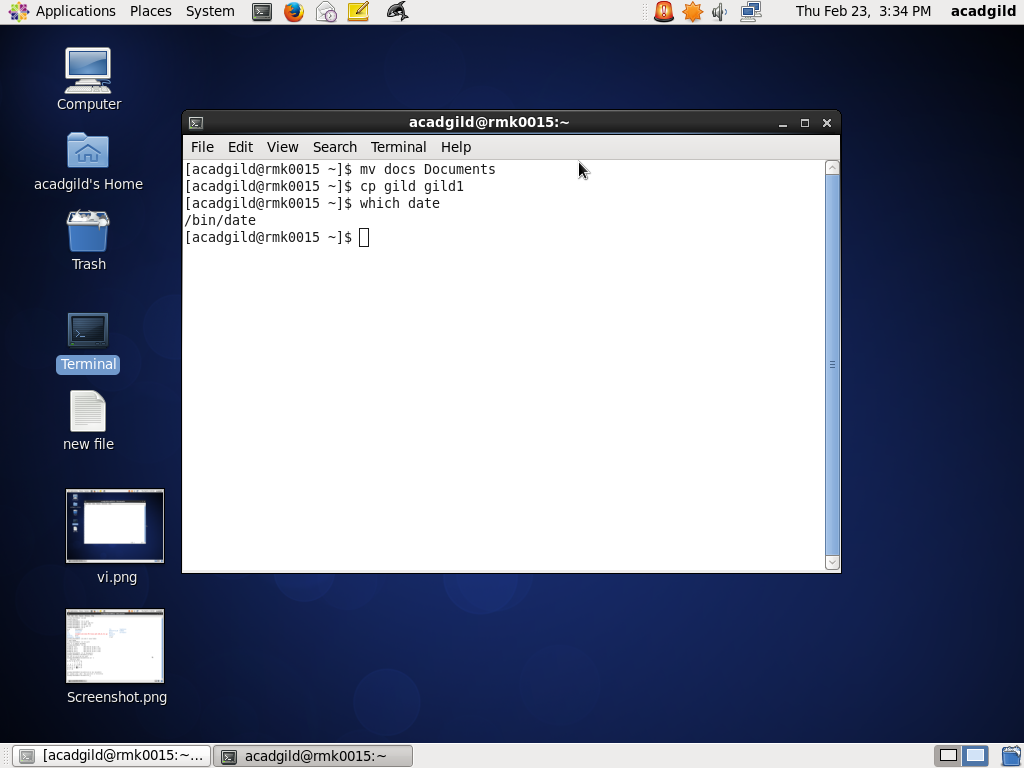 Applications Places System Thu Feb 23, 3:34 PM acadgild
Computer
acadgild's Home
Trash
Terminal
new file
vi.png
Screenshot.png
acadgild@rmk0015:~
File Edit View Search Terminal Help
[acadgild@rmk0015 ~]$ mv docs Documents
[acadgild@rmk0015 ~]$ cp gild gild1
[acadgild@rmk0015 ~]$ which date
/bin/date
[acadgild@rmk0015 ~]$
[acadgild@rmk0015:~... acadgild@rmk0015:~